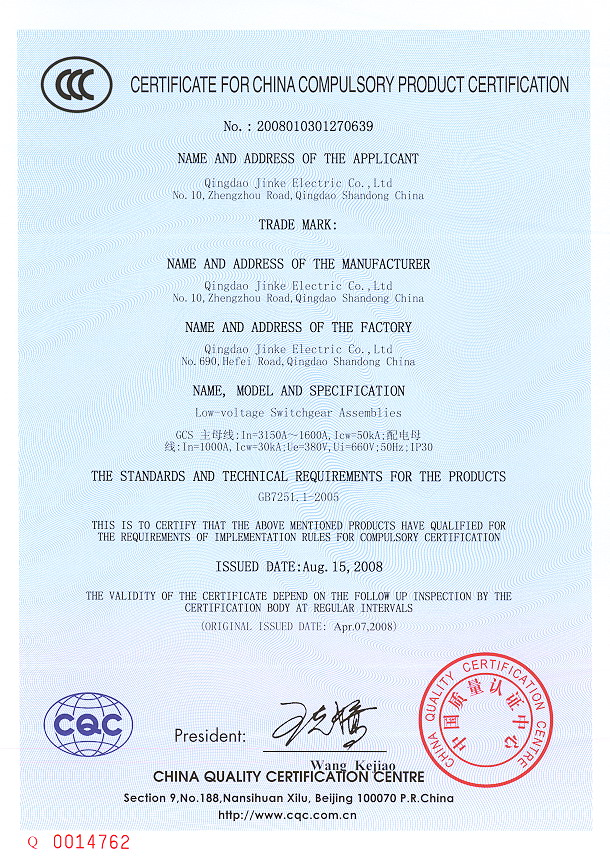 CCC
CERTIFICATE FOR CHINA COMPULSORY PRODUCT CERTIFICATION
No.: 2008010301270639
NAME AND ADDRESS OF THE APPLICANT
Qingdao Jinke Electric Co.,Ltd
No.10,Zhengzhou Road,Qingdao Shandong China
TRADE MARK:
NAME AND ADDRESS OF THE MANUFACTURER
Qingdao Jinke Electric Co.,Ltd
No.10,Zhengzhou Road,Qingdao Shandong China
NAME AND ADDRESS OF THE FACTORY
Qingdao Jinke Electric Co.,Ltd
No.690,Hefei Road,Qingdao Shandong China
NAME, MODEL AND SPECIFICATION
Low-voltage Switchgear Assemblies
GCS 主母线:In=3150A~1600A,Icw=50kA;配电母
线:In=1000A,Icw=30kA;Ue=380V,Ui=660V;50Hz;IP30
THE STANDARDS AND TECHNICAL REQUIREMENTS FOR THE PRODUCTS
GB7251.1-2005
THIS IS TO CERTIFY THAT THE ABOVE MENTIONED PRODUCTS HAVE QUALIFIED FOR
THE REQUIREMENTS OF IMPLEMENTATION RULES FOR COMPULSORY CERTIFICATION
ISSUED DATE:Aug.15,2008
THE VALIDITY OF THE CERTIFICATE DEPEND ON THE FOLLOW UP INSPECTION BY THE
CERTIFICATION BODY AT REGULAR INTERVALS
(ORIGINAL ISSUED DATE: Apr.07,2008)
CQC
President:
Wang Kejiao
CHINA QUALITY CERTIFICATION CENTRE
中国质量认证中心
CHINA QUALITY CERTIFICATION CENTRE
Section 9,No.188,Nansihuan Xilu, Beijing 100070 P.R.China
http://www.cqc.com.cn
Q 0014762